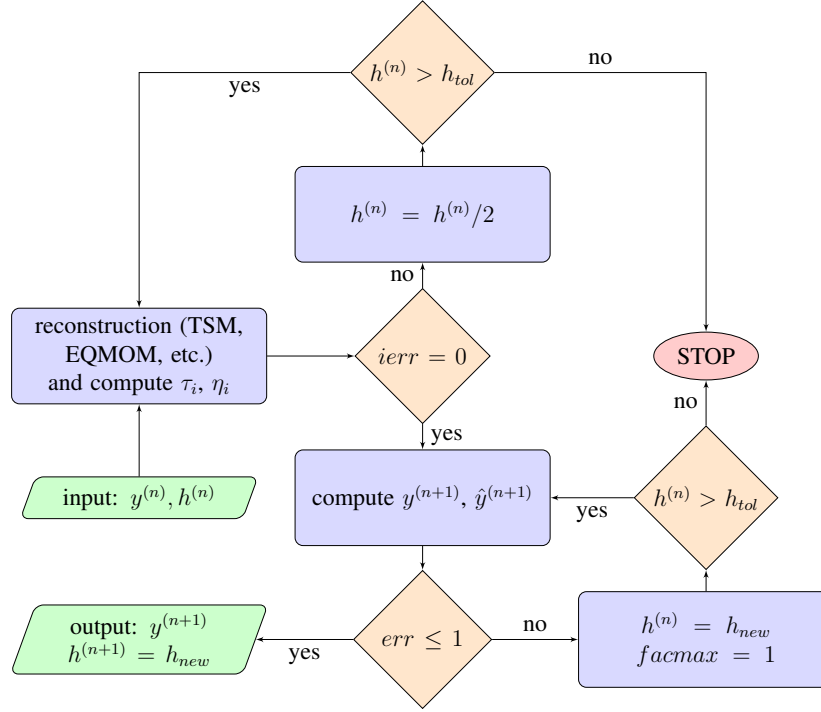 h^{(n)} > h_{tol}
no
yes
h^{(n)} = h^{(n)}/2
no
reconstruction (TSM,
EQMOM, etc.)
and compute τ_i, η_i
ierr = 0
STOP
no
yes
input: y^{(n)}, h^{(n)}
compute y^{(n+1)}, ŷ^{(n+1)}
yes
h^{(n)} > h_{tol}
output: y^{(n+1)}
h^{(n+1)} = h_{new}
yes
err ≤ 1
no
h^{(n)} = h_{new}
facmax = 1